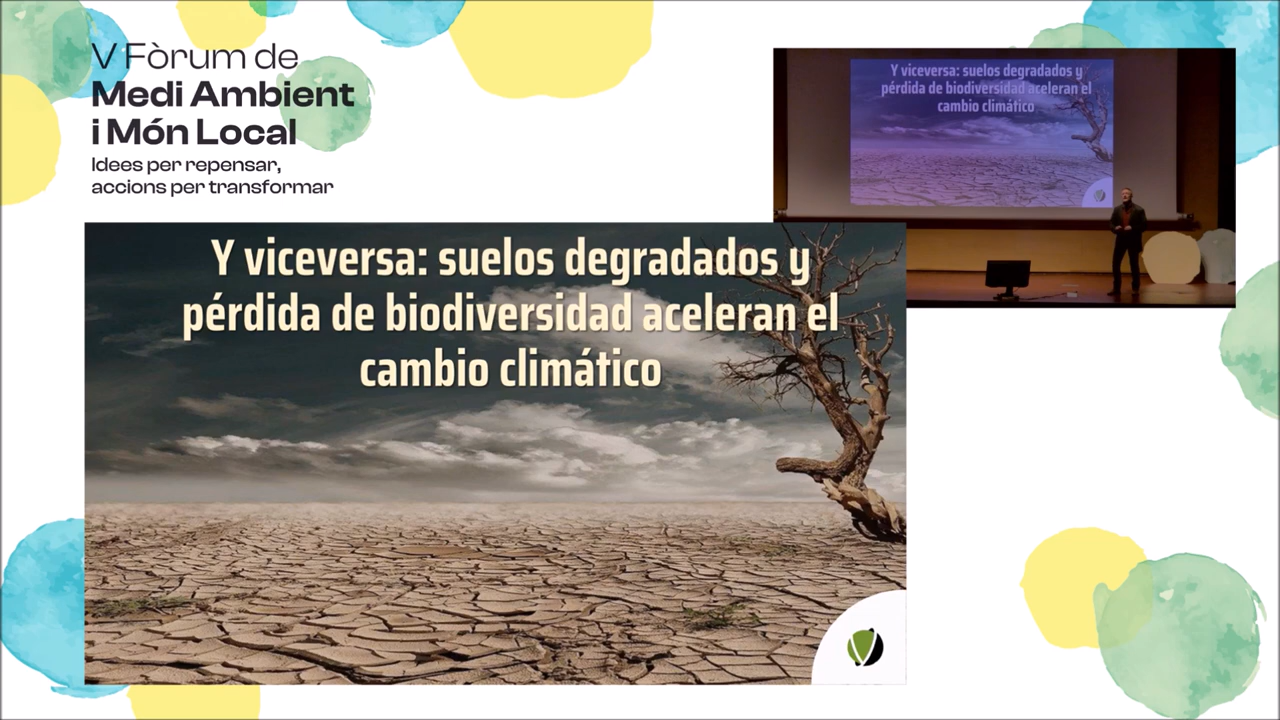 V Fòrum de
Medi Ambient
i Món Local
Idees per repensar,
accions per transformar
Y viceversa: suelos degradados y
pérdida de biodiversidad aceleran el
cambio climático
Y viceversa: suelos degradados y
pérdida de biodiversidad aceleran el
cambio climático